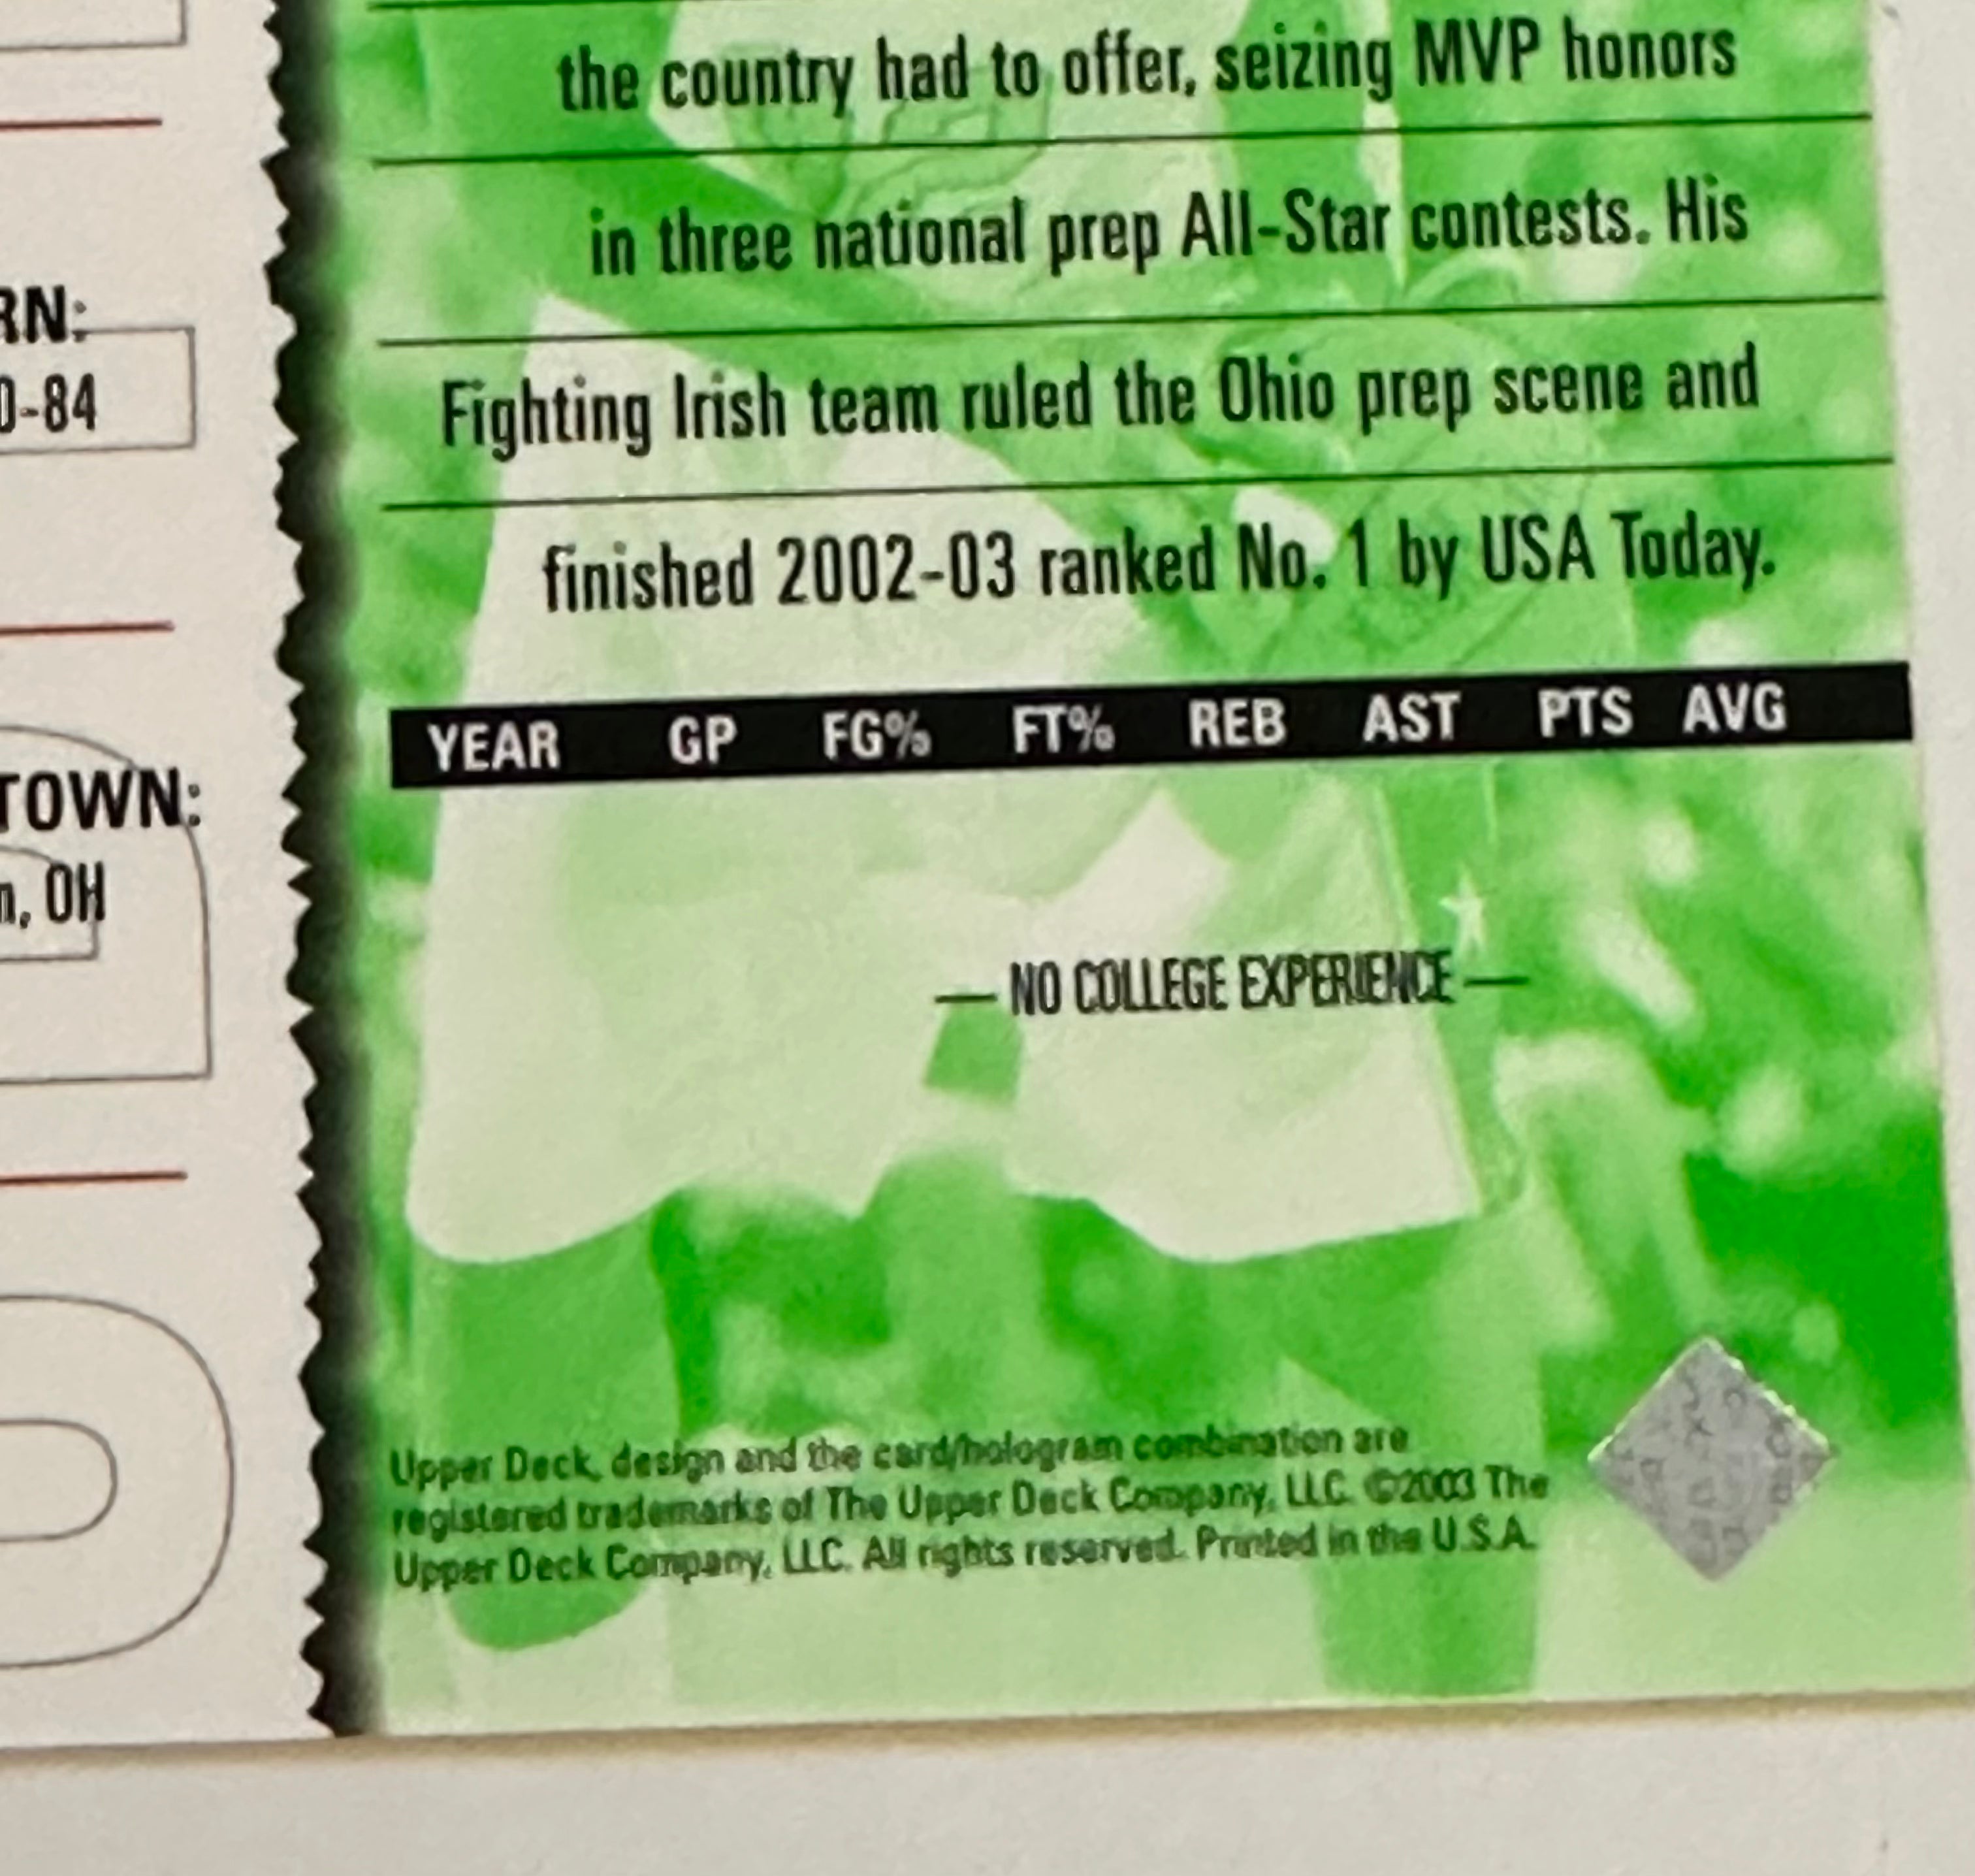 the country had to offer, seizing MVP honors
in three national prep All-Star contests. His
Fighting Irish team ruled the Ohio prep scene and
finished 2002-03 ranked No. 1 by USA Today.
RN:
0-84
TOWN:
n, OH
YEAR GP FG% FT% REB AST PTS AVG
— NO COLLEGE EXPERIENCE —
Upper Deck, design and the card/hologram combination are
registered trademarks of The Upper Deck Company, LLC. ©2003 The
Upper Deck Company, LLC. All rights reserved. Printed in the U.S.A.